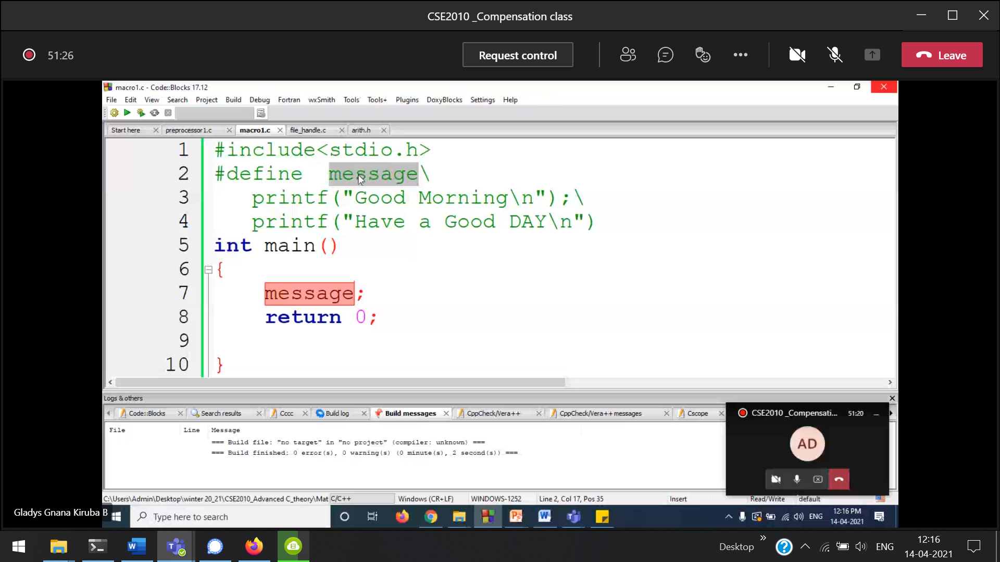 CSE2010 _Compensation class
51:26
Request control
Leave
macro1.c - Code::Blocks 17.12
File Edit View Search Project Build Debug Fortran wxSmith Tools Tools+ Plugins DoxyBlocks Settings Help
Start here preprocessor1.c macro1.c file_handle.c arith.h
1 #include<stdio.h>
2 #define message\
3 printf("Good Morning\n");\
4 printf("Have a Good DAY\n")
5 int main()
6 {
7 message;
8 return 0;
9
10 }
Logs & others
Code::Blocks Search results Cccc Build log Build messages CppCheck/Vera++ CppCheck/Vera++ messages Cscope
CSE2010 _Compensati... 51:20
File Line Message
=== Build file: "no target" in "no project" (compiler: unknown) ===
=== Build finished: 0 error(s), 0 warning(s) (0 minute(s), 2 second(s)) ===
AD
C:\Users\Admin\Desktop\winter 20_21\CSE2010_Advanced C_theory\Mat C/C++ Windows (CR+LF) WINDOWS-1252 Line 2, Col 17, Pos 35 Insert Read/Write default
Gladys Gnana Kiruba B
Type here to search
ENG
12:16 PM
14-04-2021
Desktop
ENG
12:16
14-04-2021